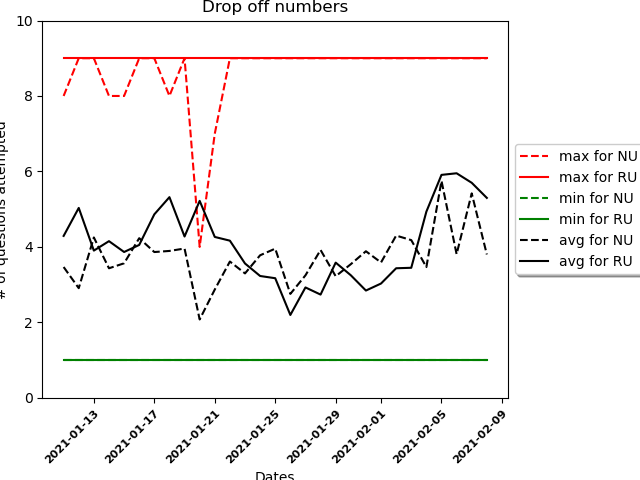 Drop off numbers
10
8
6
4
2
0
# of questions attempted
2021-01-13
2021-01-17
2021-01-21
2021-01-25
2021-01-29
2021-02-01
2021-02-05
2021-02-09
Dates
max for NU
max for RU
min for NU
min for RU
avg for NU
avg for RU